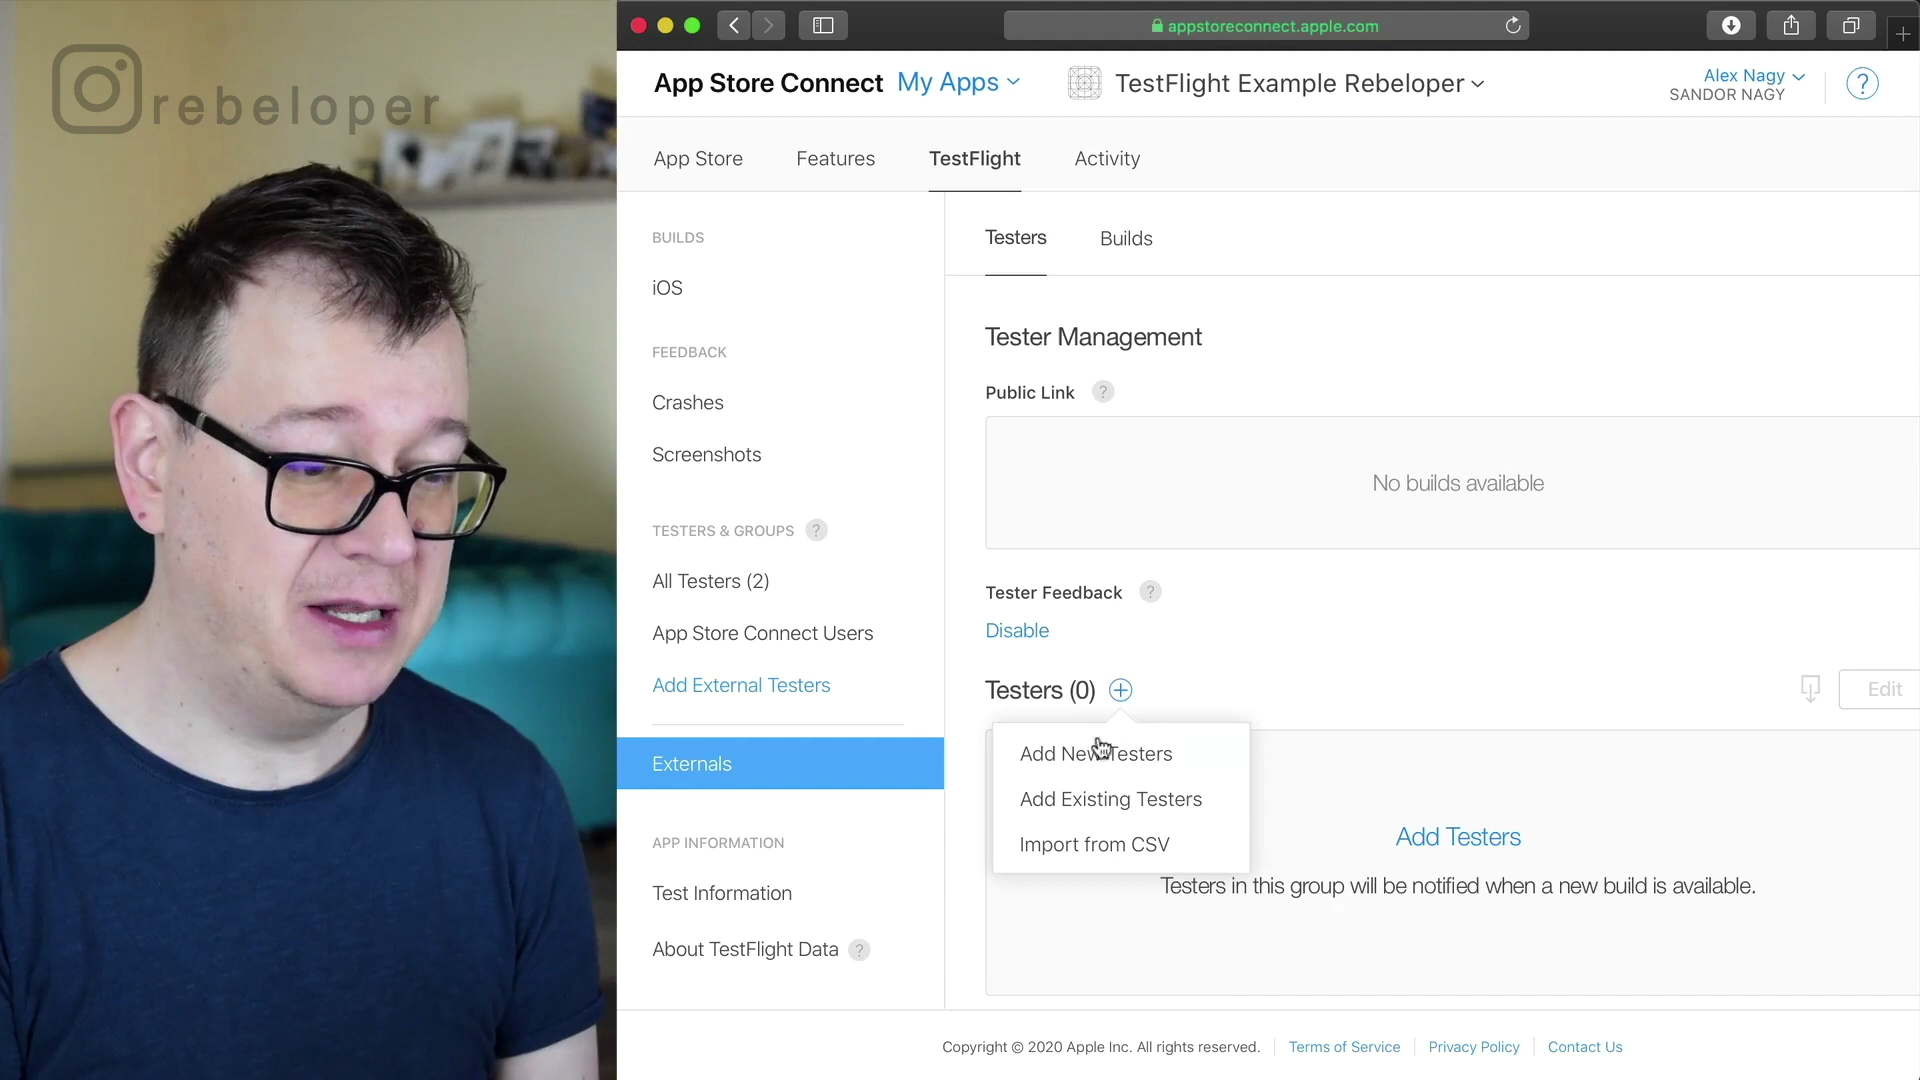 rebeloper
appstoreconnect.apple.com
App Store Connect My Apps
TestFlight Example Rebeloper
Alex Nagy
SANDOR NAGY
?
App Store
Features
TestFlight
Activity
BUILDS
iOS
FEEDBACK
Crashes
Screenshots
TESTERS & GROUPS ?
All Testers (2)
App Store Connect Users
Add External Testers
Externals
APP INFORMATION
Test Information
About TestFlight Data ?
Testers
Builds
Tester Management
Public Link ?
No builds available
Tester Feedback ?
Disable
Testers (0)
Edit
Add New Testers
Add Existing Testers
Import from CSV
Add Testers
Testers in this group will be notified when a new build is available.
Copyright © 2020 Apple Inc. All rights reserved.
Terms of Service
Privacy Policy
Contact Us